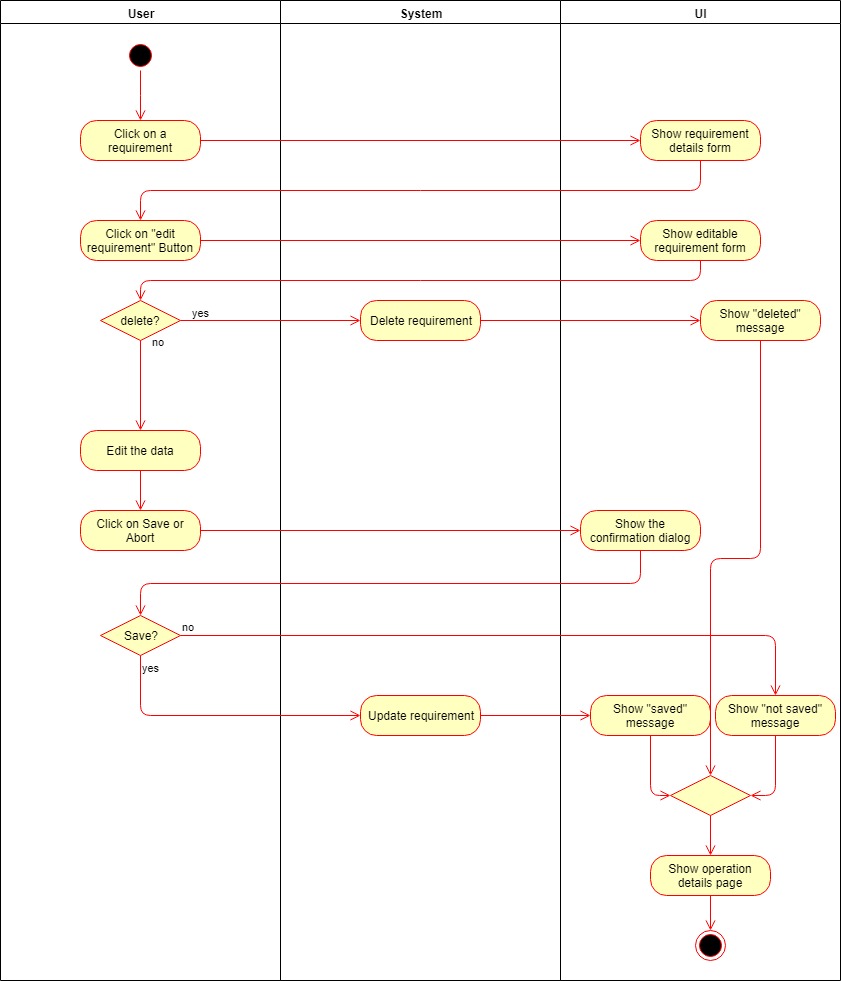 User
System
UI
Click on a
requirement
Show requirement
details form
Click on "edit
requirement" Button
Show editable
requirement form
delete?
yes
no
Delete requirement
Show "deleted"
message
Edit the data
Click on Save or
Abort
Show the
confirmation dialog
Save?
no
yes
Update requirement
Show "saved"
message
Show "not saved"
message
Show operation
details page